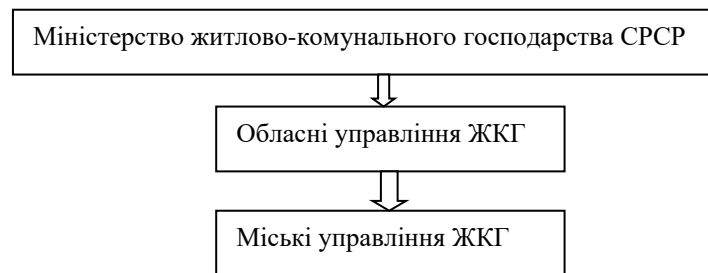 Міністерство житлово-комунального господарства СРСР
Обласні управління ЖКГ
Міські управління ЖКГ